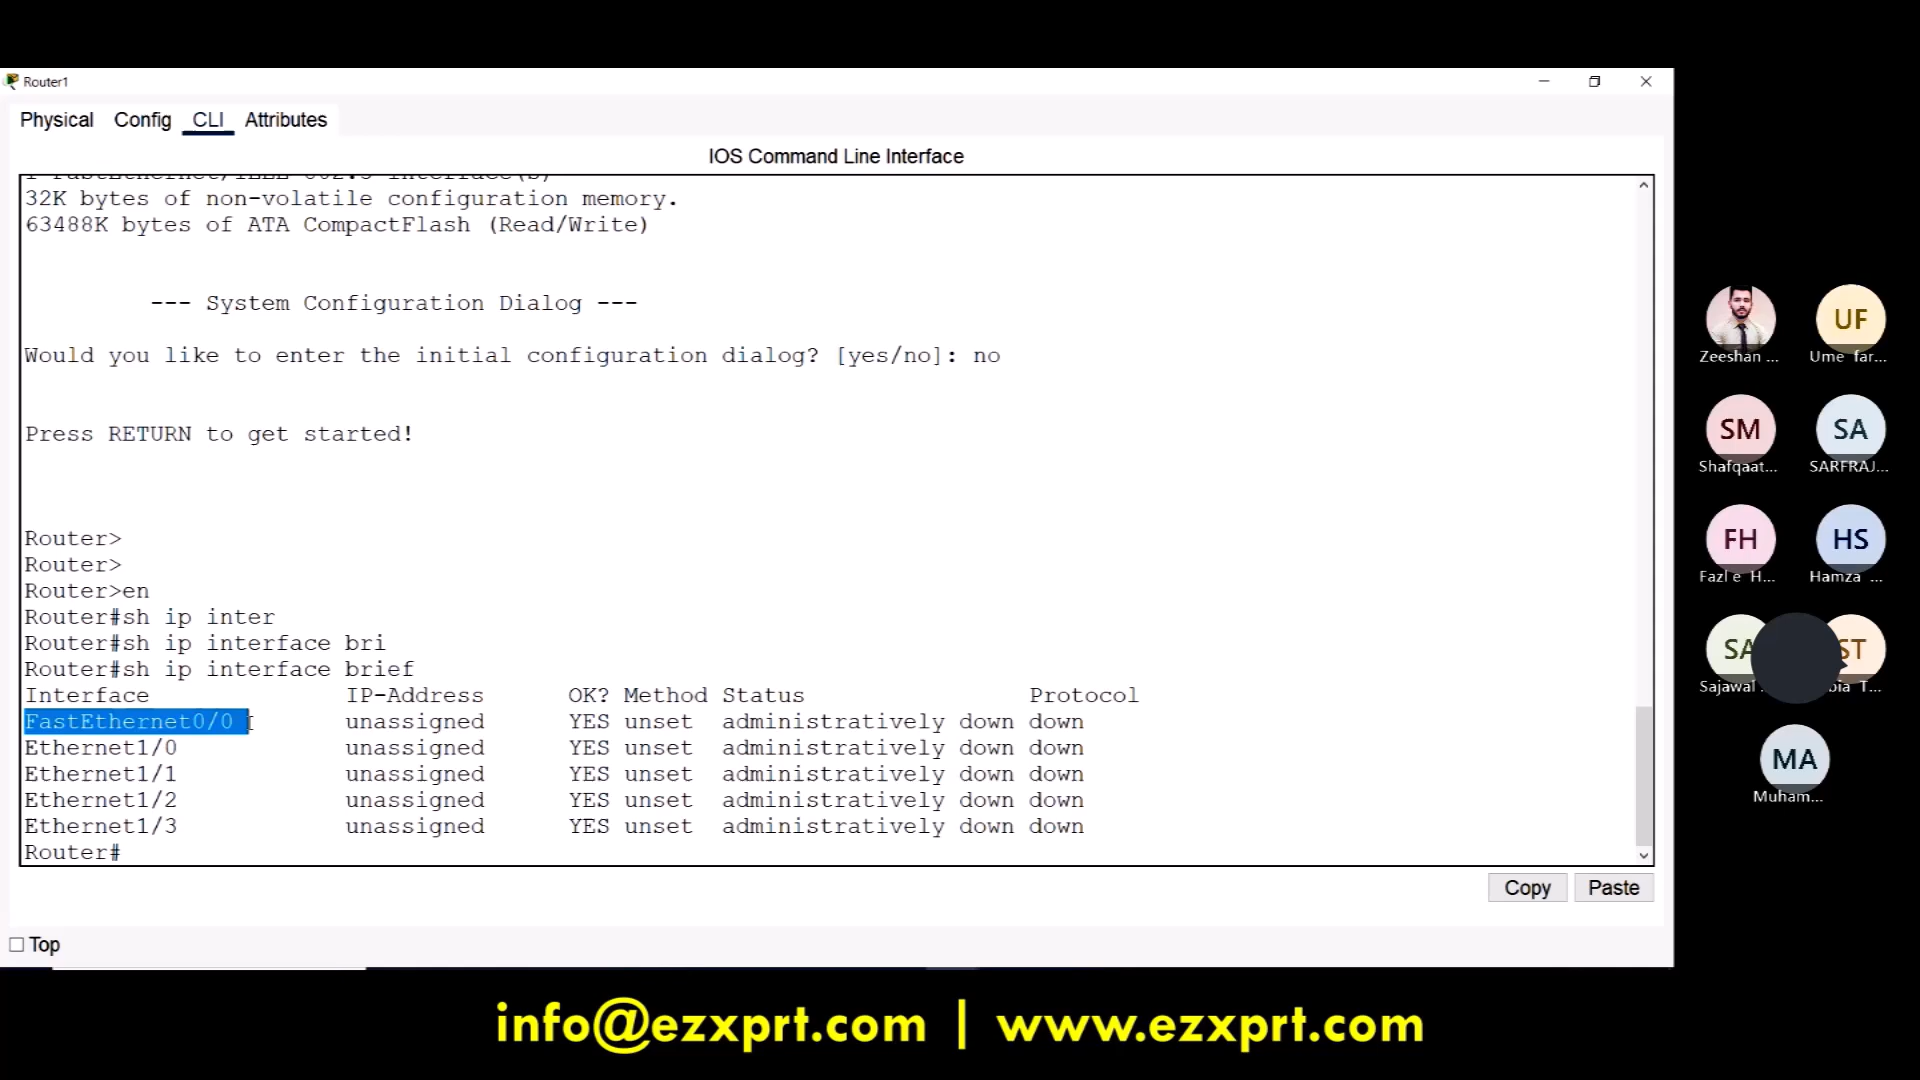 Router1
Physical Config CLI Attributes
IOS Command Line Interface
32K bytes of non-volatile configuration memory.
63488K bytes of ATA CompactFlash (Read/Write)
--- System Configuration Dialog ---
Would you like to enter the initial configuration dialog? [yes/no]: no
Press RETURN to get started!
Router>
Router>
Router>en
Router#sh ip inter
Router#sh ip interface bri
Router#sh ip interface brief
Interface IP-Address OK? Method Status Protocol
FastEthernet0/0 unassigned YES unset administratively down down
Ethernet1/0 unassigned YES unset administratively down down
Ethernet1/1 unassigned YES unset administratively down down
Ethernet1/2 unassigned YES unset administratively down down
Ethernet1/3 unassigned YES unset administratively down down
Router#
Copy Paste
Top
UF
Zeeshan ... Ume far...
SM SA
Shafqaat... SARFRAJ...
FH HS
Fazl e H... Hamza ...
SA ST
Sajawal
MA
Muham...
info@ezxprt.com | www.ezxprt.com